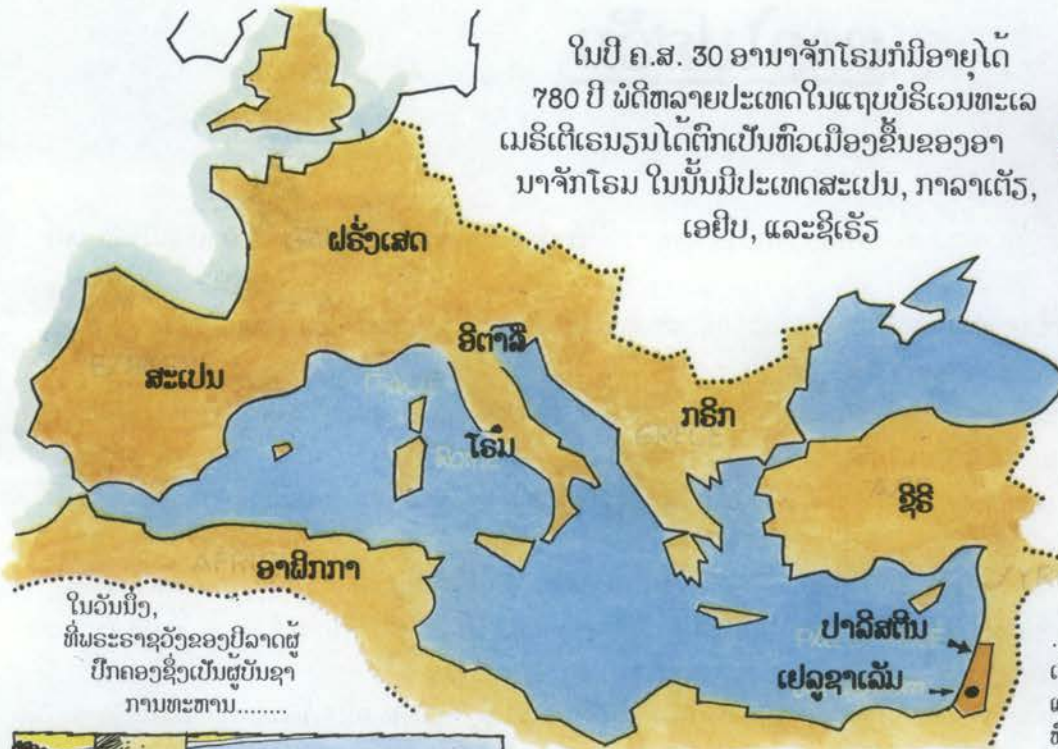 ໃນປີ ຄ.ສ. 30 ອານາຈັກໂຣມກໍມີອາຍຸໄດ້
780 ປີ ພໍດີຫລາຍປະເທດໃນແຖບບໍຣິເວນທະເລ
ເມຣິເຕີເຣນຽນໄດ້ຕົກເປັນຫົວເມືອງຂຶ້ນຂອງອາ
ນາຈັກໂຣມ ໃນນັ້ນມີປະເທດສະເປນ, ກາລາເຕັຽ,
ເອຢິບ, ແລະຊີເຣັຽ
ຝຣັ່ງເສດ
ອິຕາລີ
ສະເປນ
ກຣິກ
ໂຣມ
ຊີຣິ
ອາຟິກກາ
ປາລິສຕິນ
ເຢລູຊາເລັມ
ໃນວັນນຶ່ງ,
ທີ່ພຣະຣາຊວັງຂອງປີລາດຜູ້
ປົກຄອງຊຶ່ງເປັນຜູ້ບັນຊາ
ການທະຫານ........